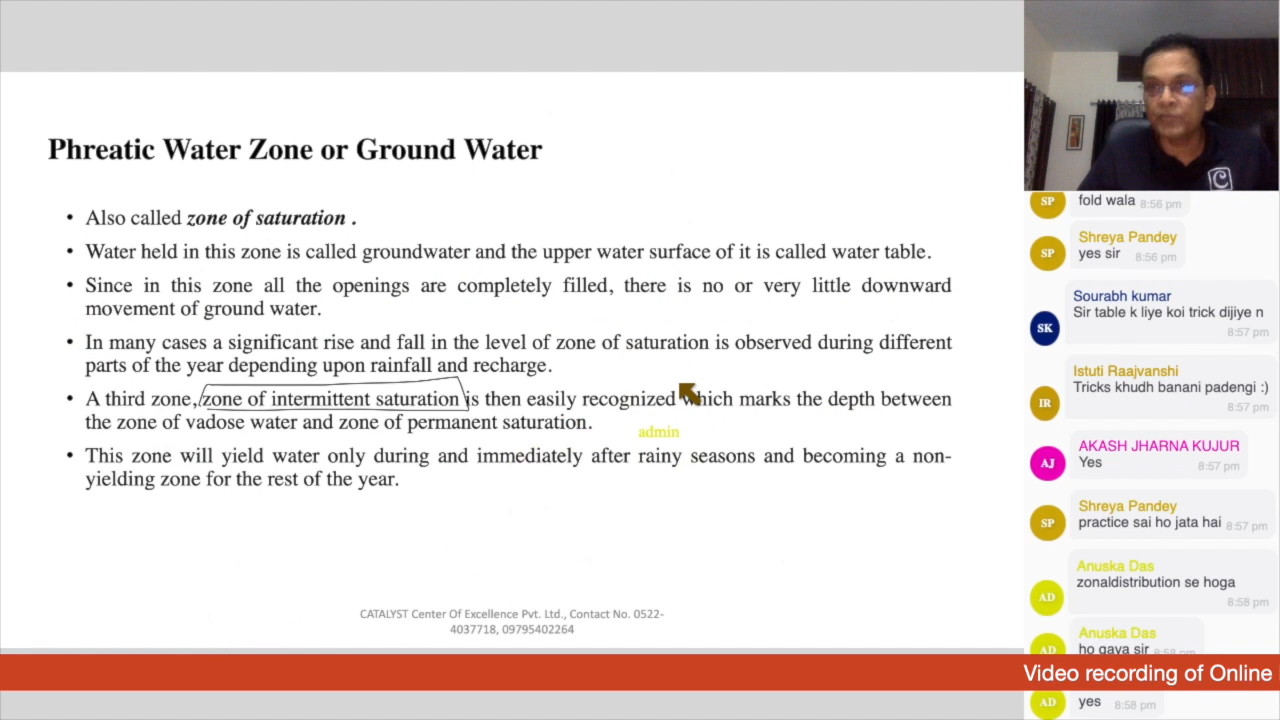 Phreatic Water Zone or Ground Water
• Also called zone of saturation .
• Water held in this zone is called groundwater and the upper water surface of it is called water table.
• Since in this zone all the openings are completely filled, there is no or very little downward
movement of ground water.
• In many cases a significant rise and fall in the level of zone of saturation is observed during different
parts of the year depending upon rainfall and recharge.
• A third zone, zone of intermittent saturation is then easily recognized which marks the depth between
the zone of vadose water and zone of permanent saturation.
admin
• This zone will yield water only during and immediately after rainy seasons and becoming a non-
yielding zone for the rest of the year.
CATALYST Center Of Excellence Pvt. Ltd., Contact No. 0522-
4037718, 09795402264
C
SP
fold wala 8:56 pm
Shreya Pandey
SP
yes sir 8:56 pm
Sourabh kumar
SK
Sir table k liye koi trick dijiye n
8:57 pm
Istuti Raajvanshi
IR
Tricks khudh banani padengi :)
8:57 pm
AKASH JHARNA KUJUR
AJ
Yes 8:57 pm
Shreya Pandey
SP
practice sai ho jata hai 8:57 pm
Anuska Das
AD
zonaldistribution se hoga
8:58 pm
Anuska Das
AD
ho gaya sir 8:58 pm
Video recording of Online
AD
yes 8:58 pm